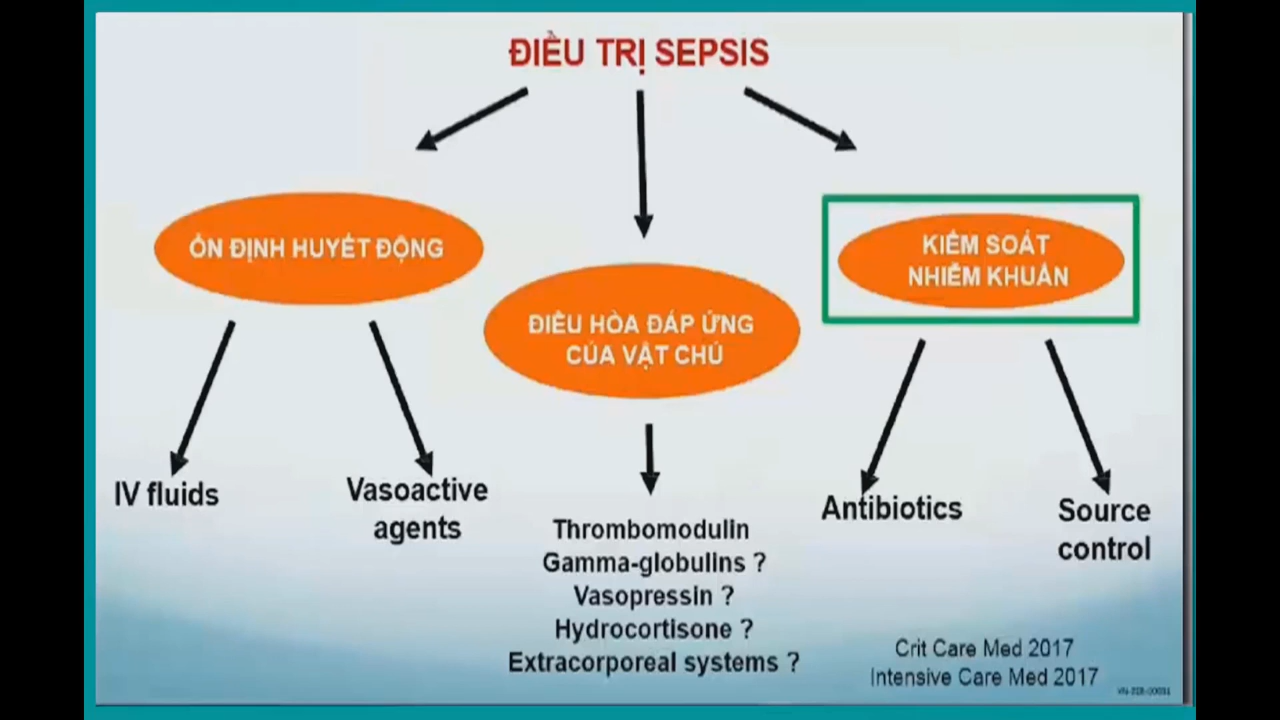 ĐIỀU TRỊ SEPSIS
ỔN ĐỊNH HUYẾT ĐỘNG
ĐIỀU HÒA ĐÁP ỨNG
CỦA VẬT CHỦ
KIỂM SOÁT
NHIỄM KHUẨN
IV fluids
Vasoactive
agents
Thrombomodulin
Gamma-globulins ?
Vasopressin ?
Hydrocortisone ?
Extracorporeal systems ?
Antibiotics
Source
control
Crit Care Med 2017
Intensive Care Med 2017